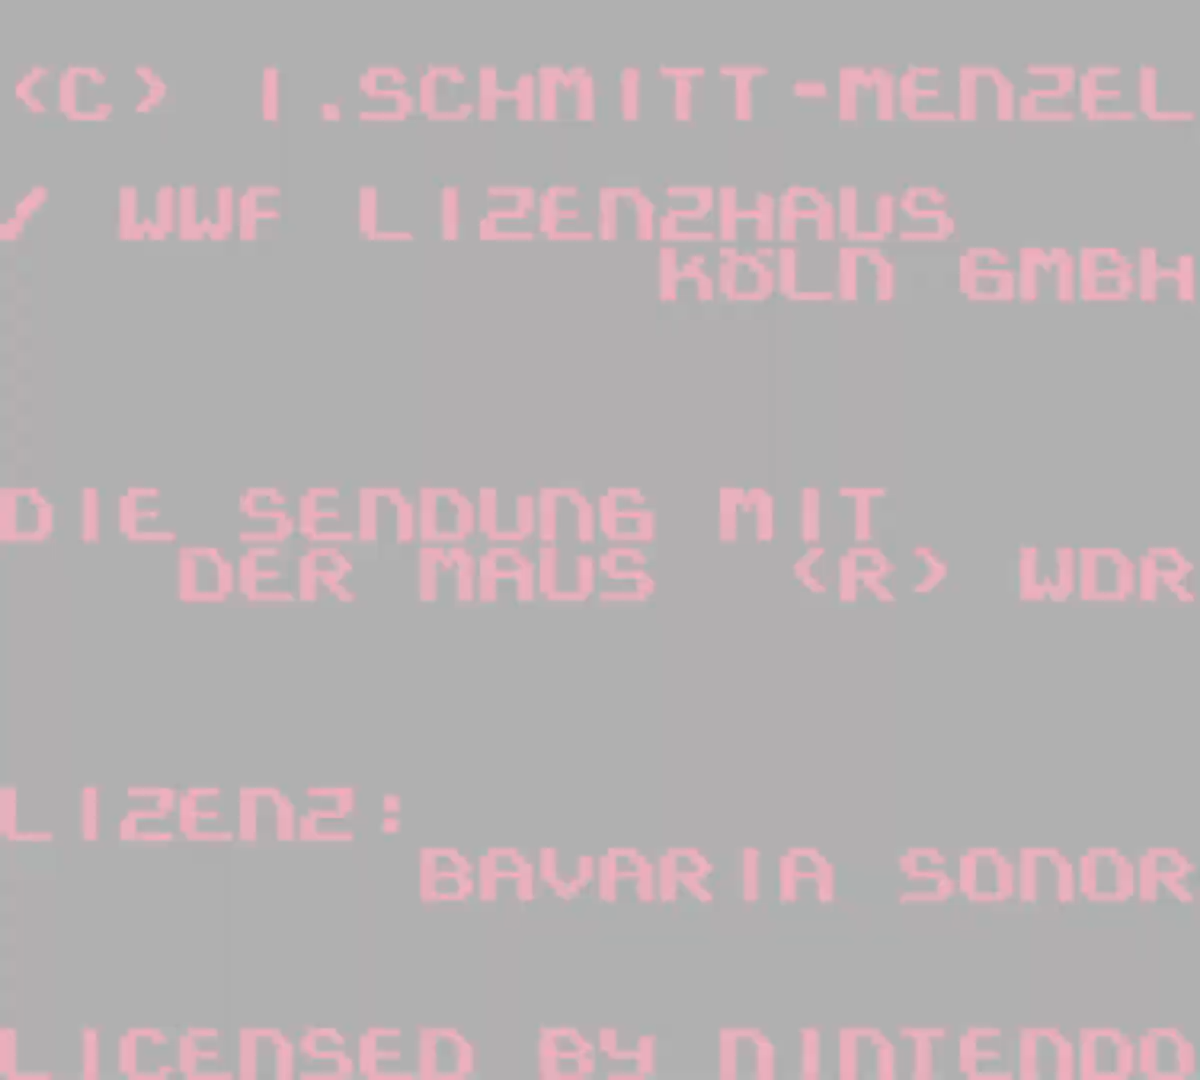 <C> I.SCHMITT-MENZEL
/ WWF LIZENZHAUS
KÖLN GMBH
DIE SENDUNG MIT
DER MAUS <R> WDR
LIZENZ:
BAVARIA SONOR
LICENSED BY NINTENDO